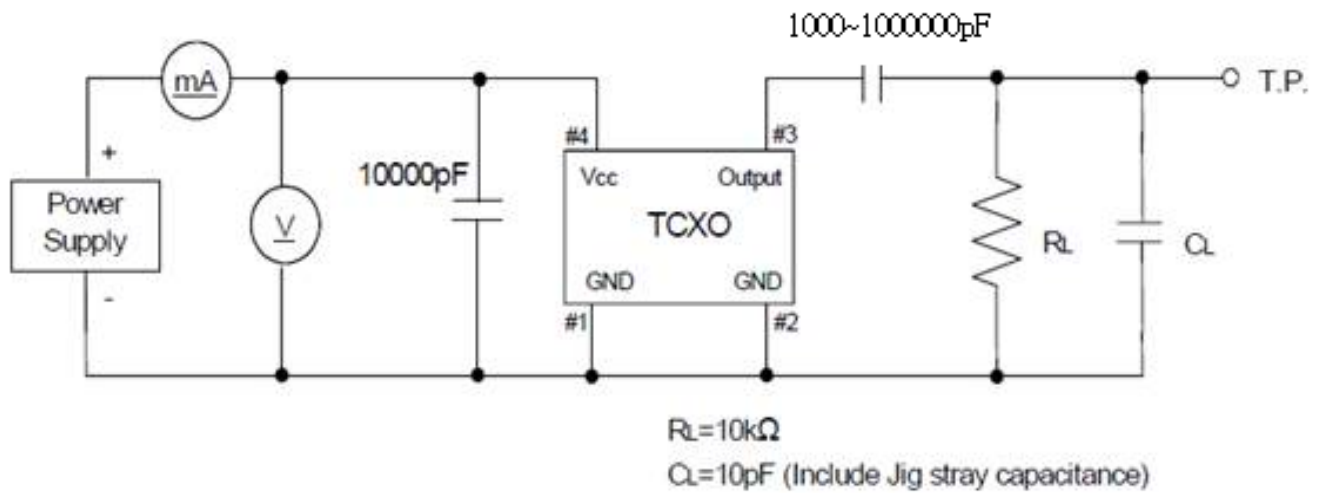 1000~1000000pF
mA
T.P.
#4
#3
+
10000pF
Vcc
Output
Power
Supply
V
TCXO
RL
CL
GND
GND
-
#1
#2
RL=10kΩ
CL=10pF (Include Jig stray capacitance)